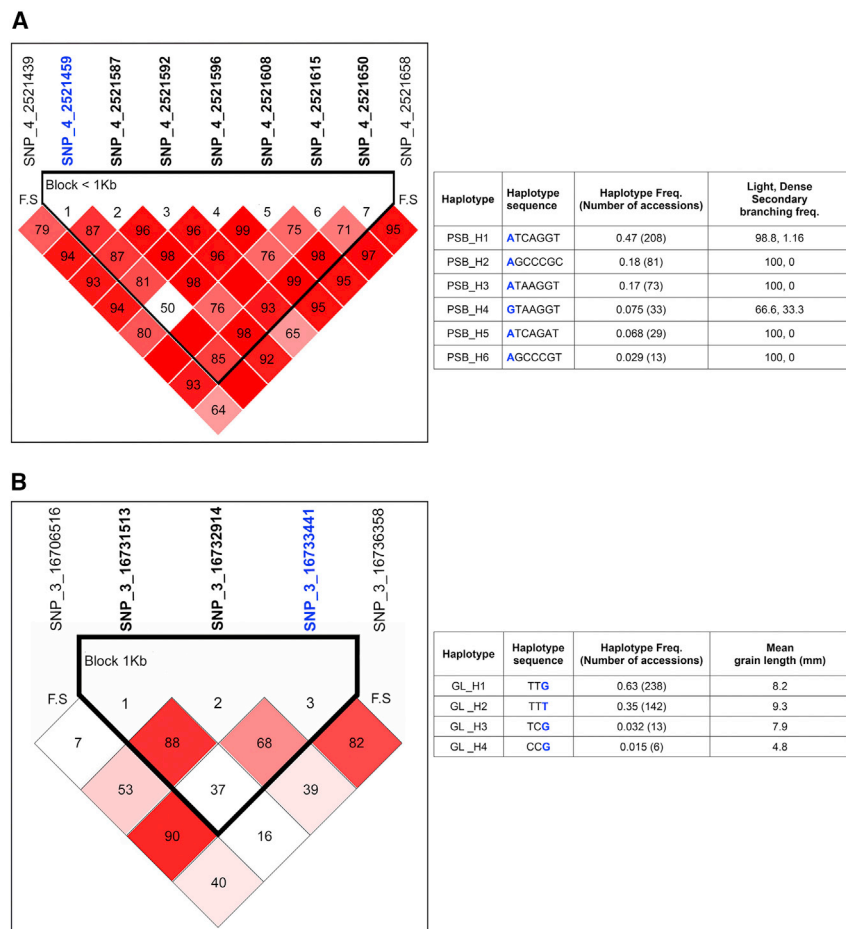 A
SNP_4_2521439
SNP_4_2521459
SNP_4_2521587
SNP_4_2521592
SNP_4_2521596
SNP_4_2521608
SNP_4_2521615
SNP_4_2521650
SNP_4_2521658
Block < 1Kb
F.S 1 2 3 4 5 6 7 F.S
79 87 96 96 99 75 71 95
94 87 98 96 76 98 97
93 81 98 99 95
94 50 76 93 95
80 98 65
85 92
93
64
Haplotype Haplotype sequence Haplotype Freq. (Number of accessions) Light, Dense Secondary branching freq.
PSB_H1 ATCAGGT 0.47 (208) 98.8, 1.16
PSB_H2 AGCCCGC 0.18 (81) 100, 0
PSB_H3 ATAAGGT 0.17 (73) 100, 0
PSB_H4 GTAAGGT 0.075 (33) 66.6, 33.3
PSB_H5 ATCAGAT 0.068 (29) 100, 0
PSB_H6 AGCCCGT 0.029 (13) 100, 0
B
SNP_3_16706516
SNP_3_16731513
SNP_3_16732914
SNP_3_16733441
SNP_3_16736358
Block 1Kb
F.S 1 2 3 F.S
7 88 68 82
53 37 39
90 16
40
Haplotype Haplotype sequence Haplotype Freq. (Number of accessions) Mean grain length (mm)
GL_H1 TTG 0.63 (238) 8.2
GL_H2 TTT 0.35 (142) 9.3
GL_H3 TCG 0.032 (13) 7.9
GL_H4 CCG 0.015 (6) 4.8